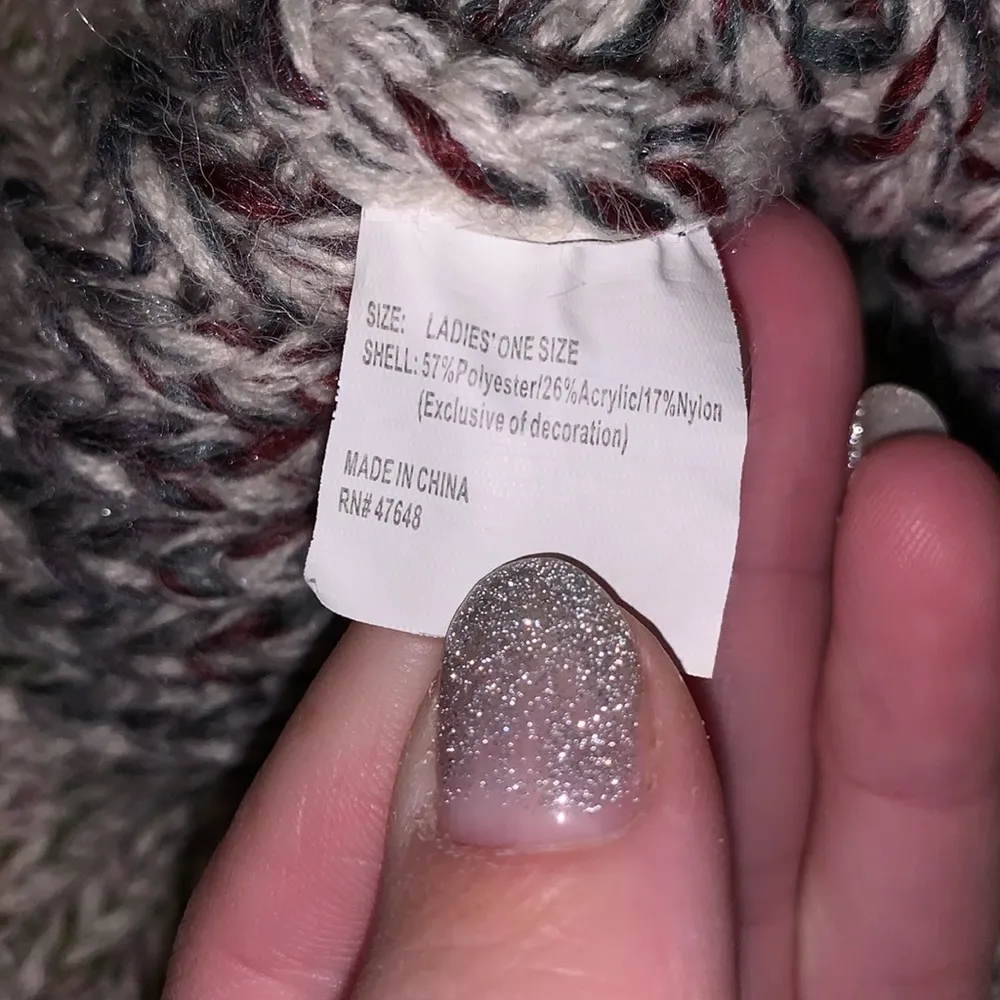 SIZE: LADIES' ONE SIZE
SHELL: 57%Polyester/26%Acrylic/17%Nylon
(Exclusive of decoration)
MADE IN CHINA
RN# 47648